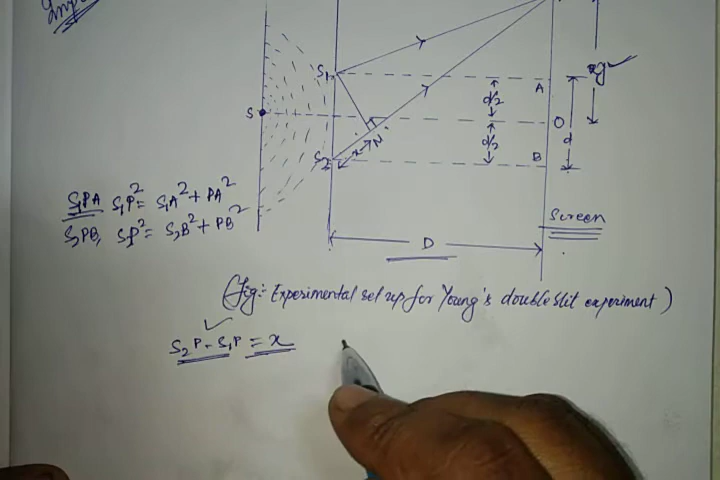 S₁
A
d/2
S
O
d
d/2
N
S₂
B
x
S₁PA S₁P² = S₁A² + PA²
S₂PB, S₂P² = S₂B² + PB²
Screen
D
(Fig: Experimental set up for Young's double slit experiment)
S₂P - S₁P = x